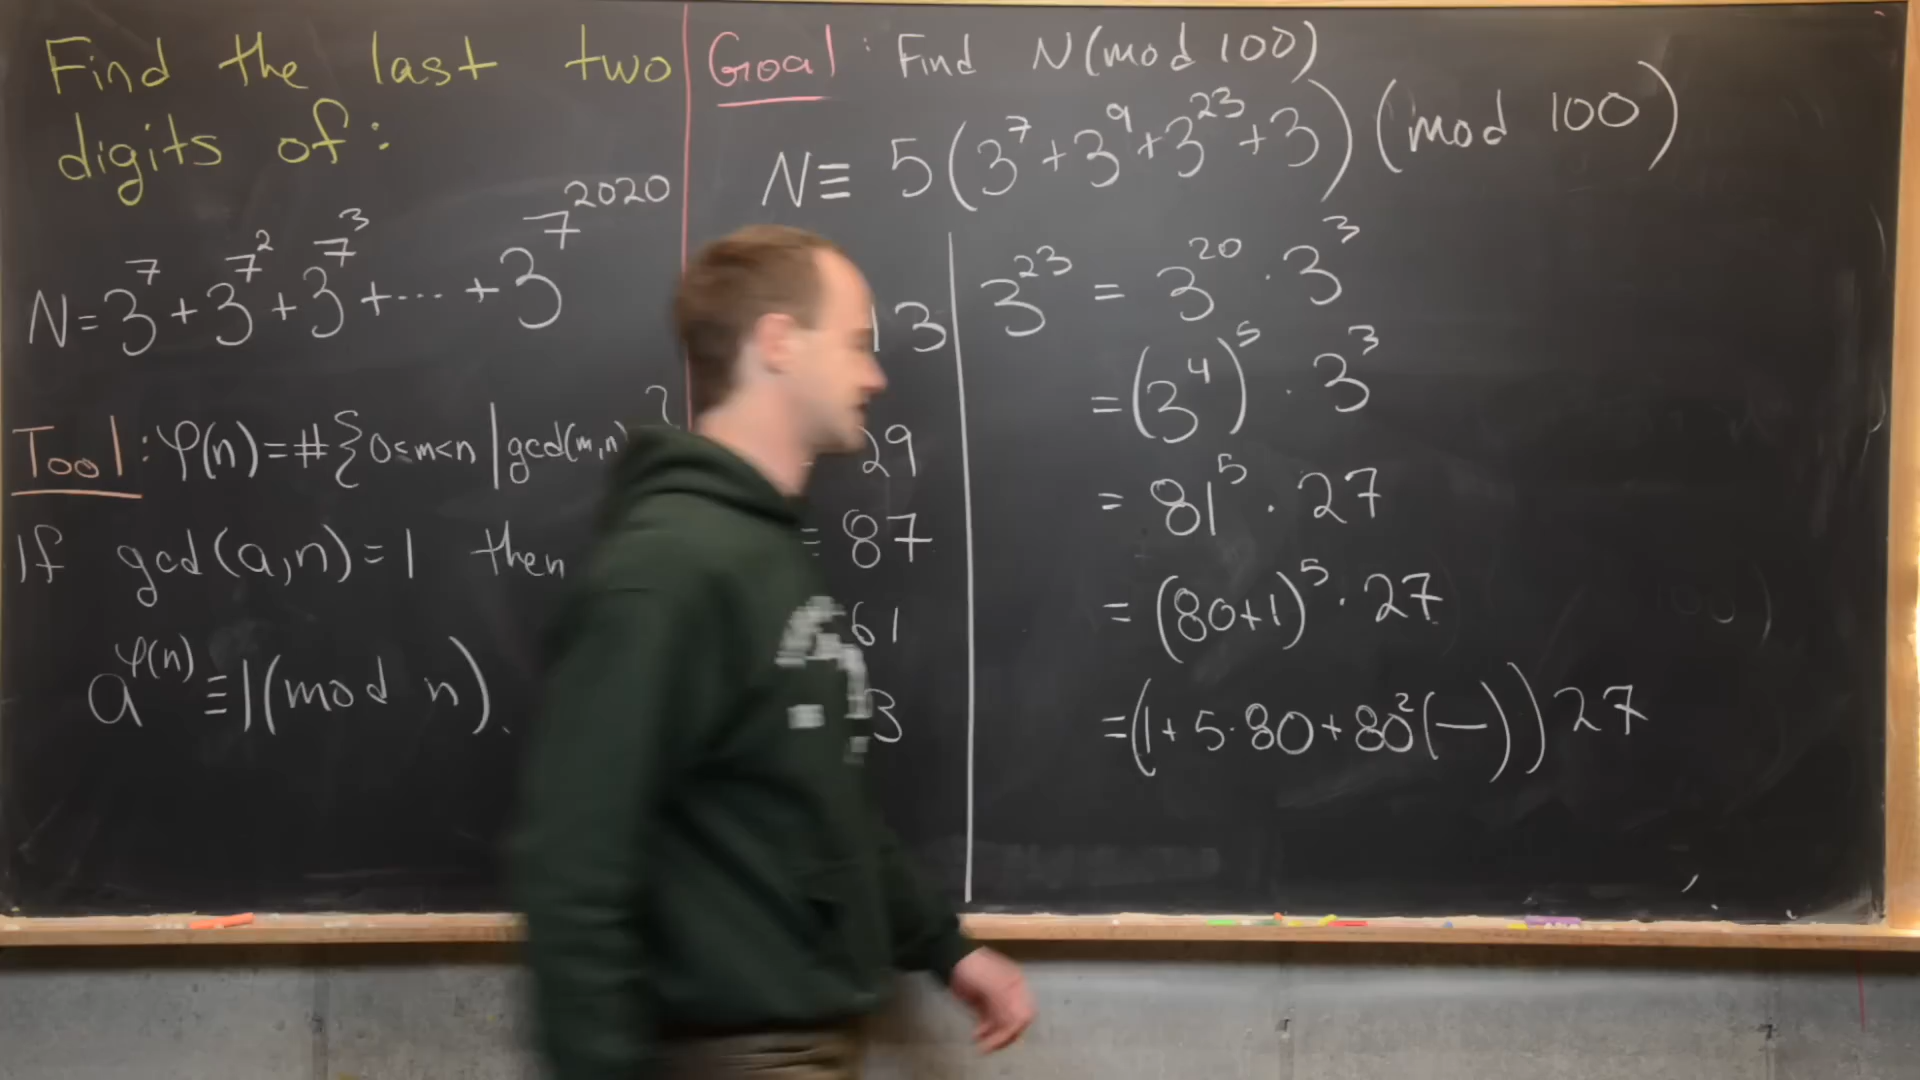 Find the last two
digits of:
N = 3^7 + 3^7^2 + 3^7^3 + ... + 3^7^2020
Tool: φ(n) = #{0≤m<n | gcd(m,n)
If gcd(a,n)=1 then
a^φ(n) ≡ 1 (mod n).
Goal: Find N (mod 100)
N ≡ 5(3^7 + 3^9 + 3^23 + 3) (mod 100)
29
≡ 87
61
3^23 = 3^20 · 3^3
= (3^4)^5 · 3^3
= 81^5 · 27
= (80+1)^5 · 27
= (1 + 5·80 + 80^2(—)) 27